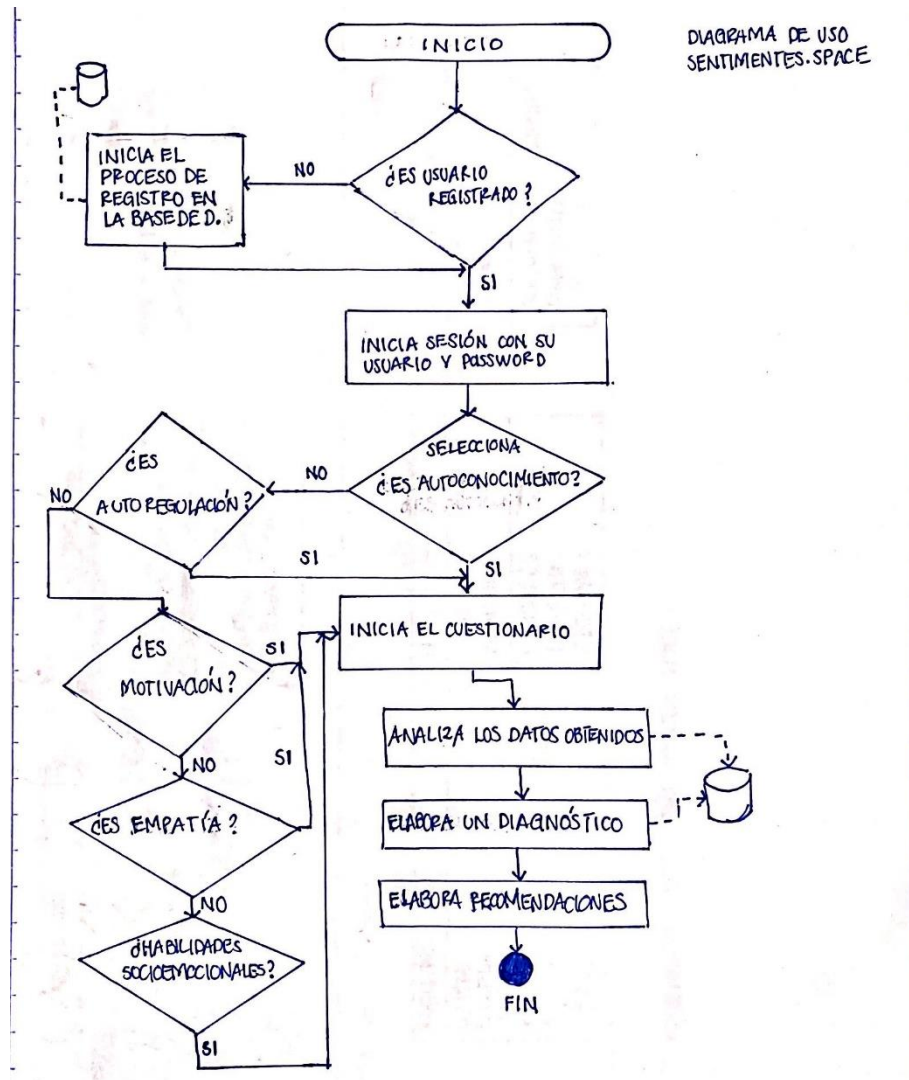 DIAGRAMA DE USO
SENTIMENTES.SPACE
INICIO
¿ES USUARIO
REGISTRADO?
NO
INICIA EL
PROCESO DE
REGISTRO EN
LA BASE DE D.
SI
INICIA SESIÓN CON SU
USUARIO Y PASSWORD
SELECCIONA
¿ES AUTOCONOCIMIENTO?
NO
¿ES
AUTOREGULACIÓN?
NO
SI
SI
INICIA EL CUESTIONARIO
¿ES
MOTIVACIÓN?
SI
NO
SI
ANALIZA LOS DATOS OBTENIDOS
¿ES EMPATÍA?
ELABORA UN DIAGNÓSTICO
NO
ELABORA RECOMENDACIONES
¿HABILIDADES
SOCIOEMOCIONALES?
SI
FIN